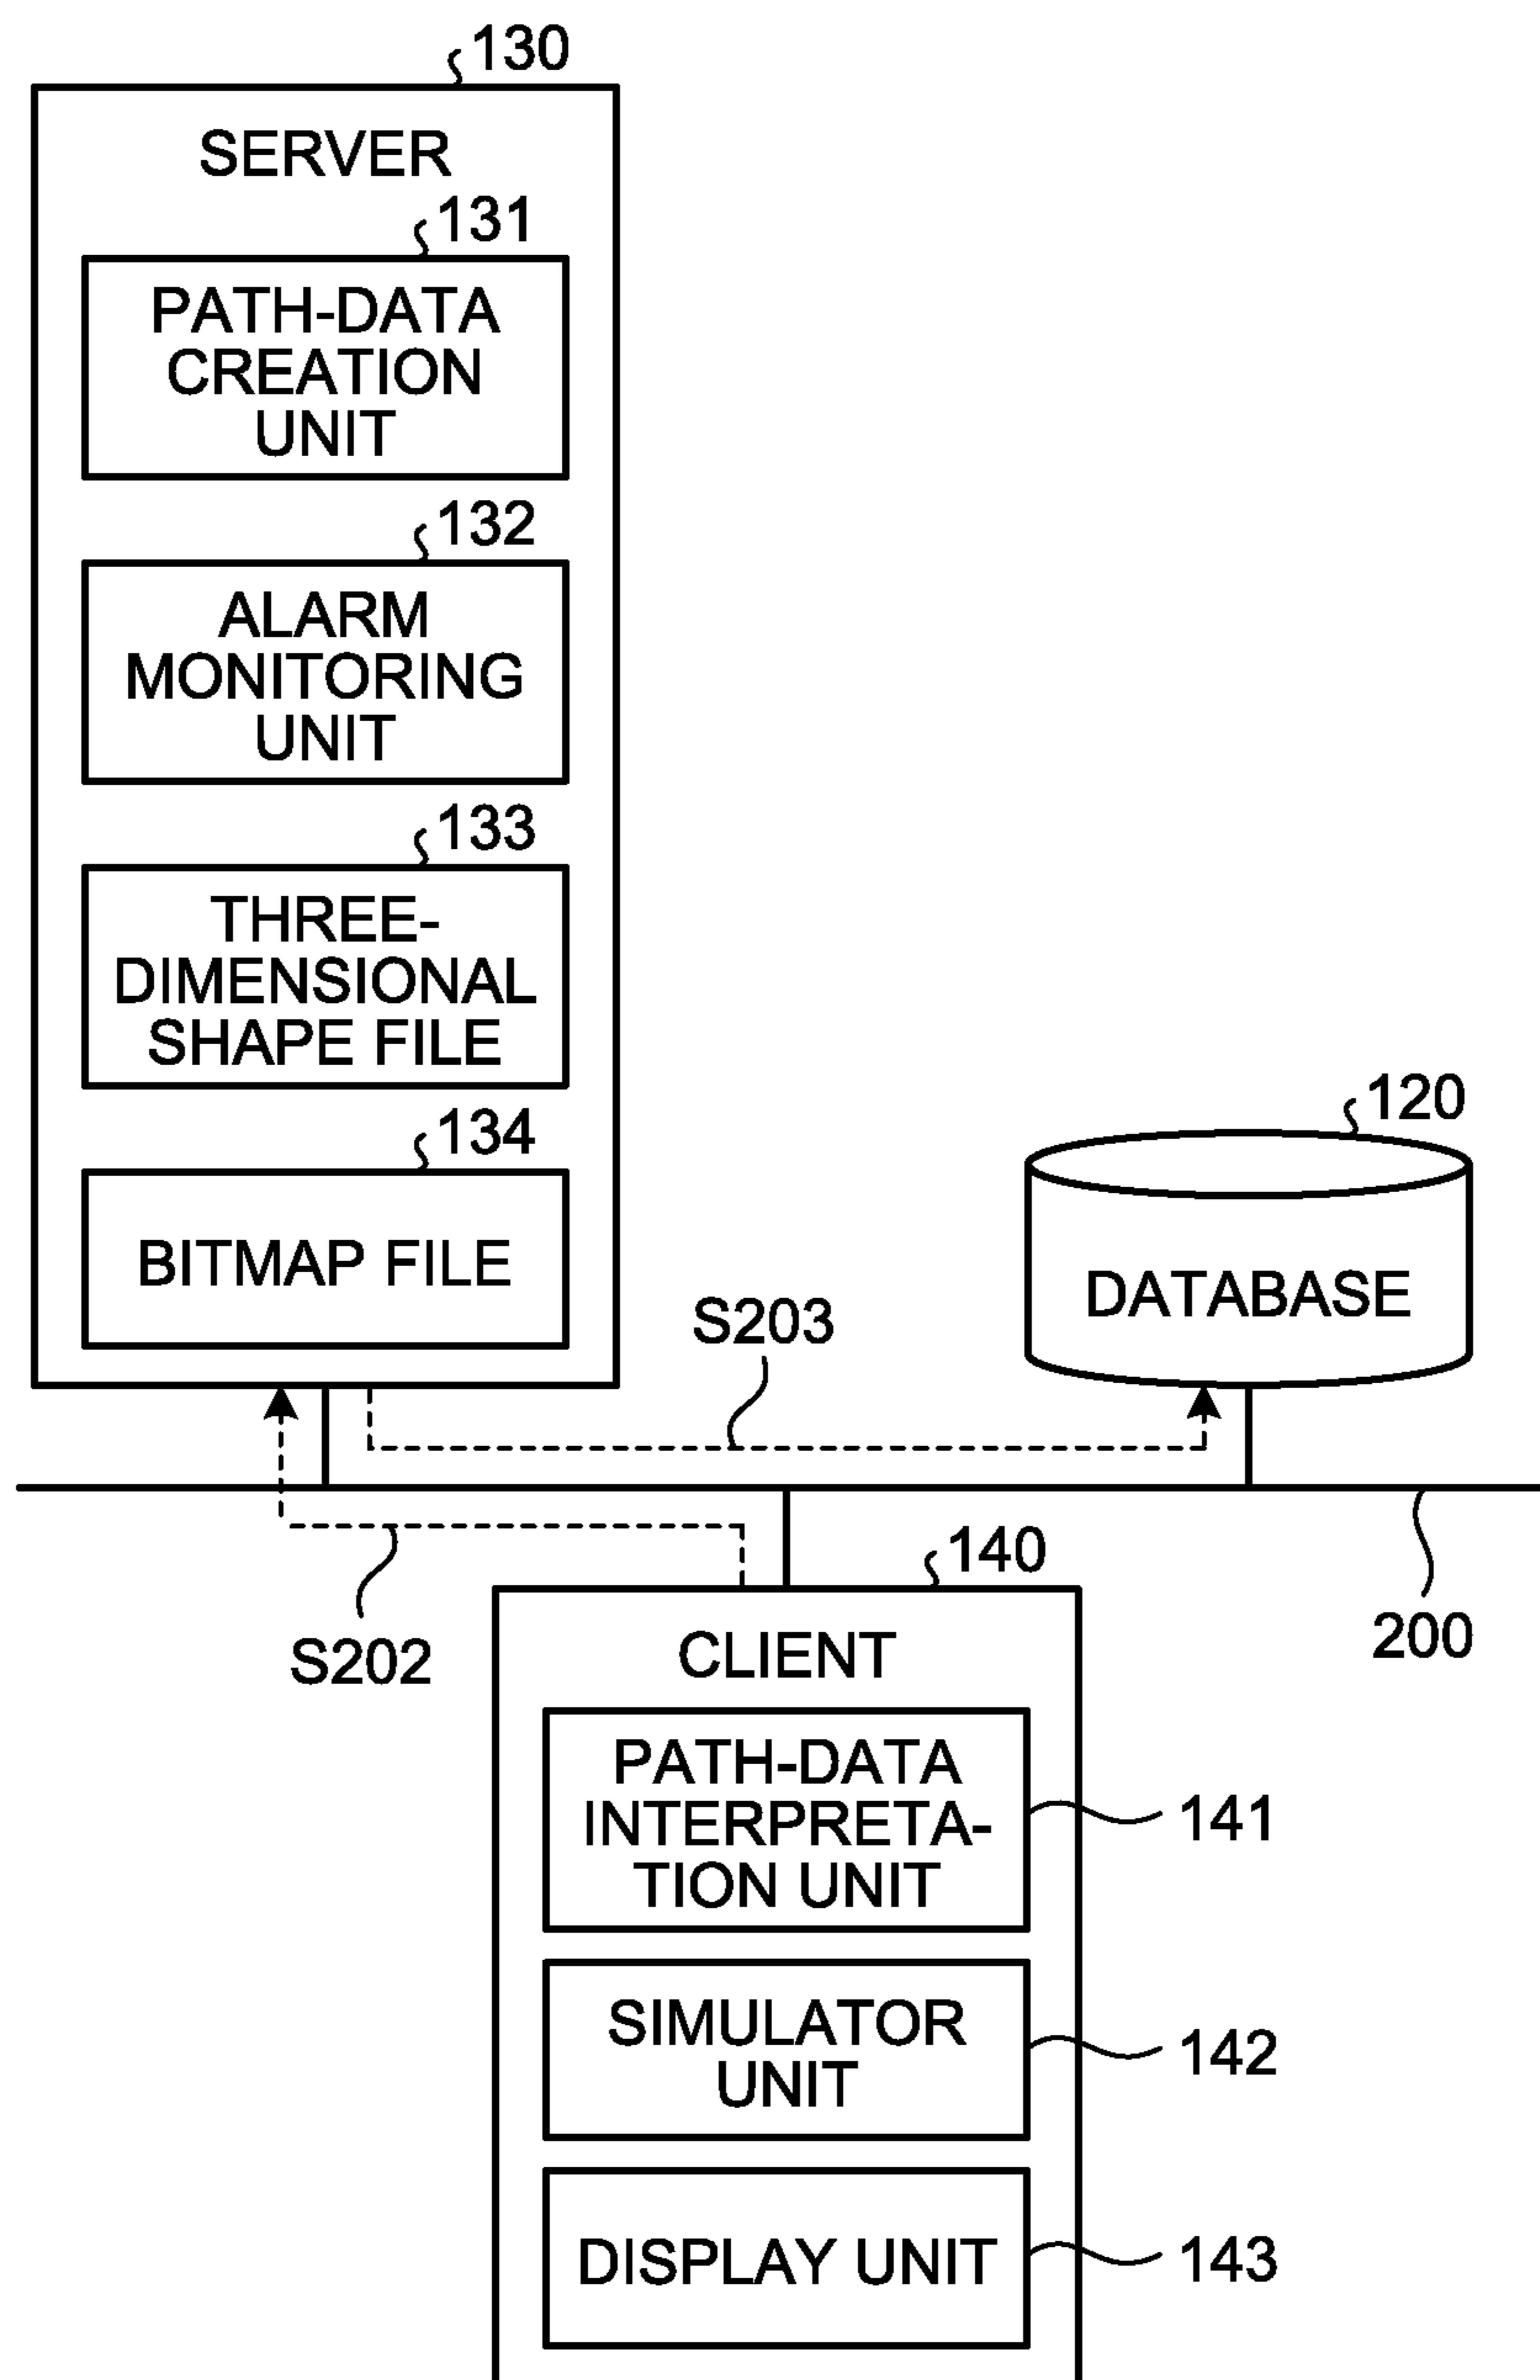 130
SERVER
131
PATH-DATA
CREATION
UNIT
132
ALARM
MONITORING
UNIT
133
THREE-
DIMENSIONAL
SHAPE FILE
134
BITMAP FILE
120
DATABASE
S203
S202
200
140
CLIENT
PATH-DATA
INTERPRETA-
TION UNIT
141
SIMULATOR
UNIT
142
DISPLAY UNIT
143